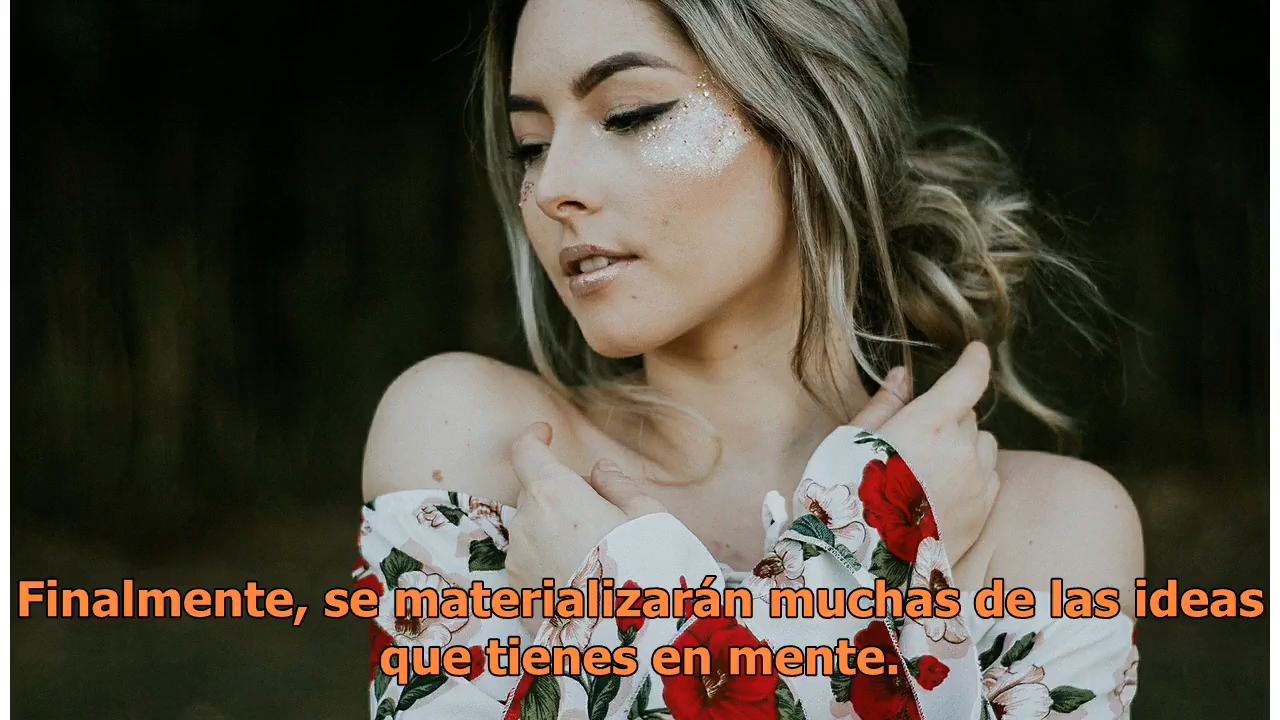 Finalmente, se materializarán muchas de las ideas
que tienes en mente.